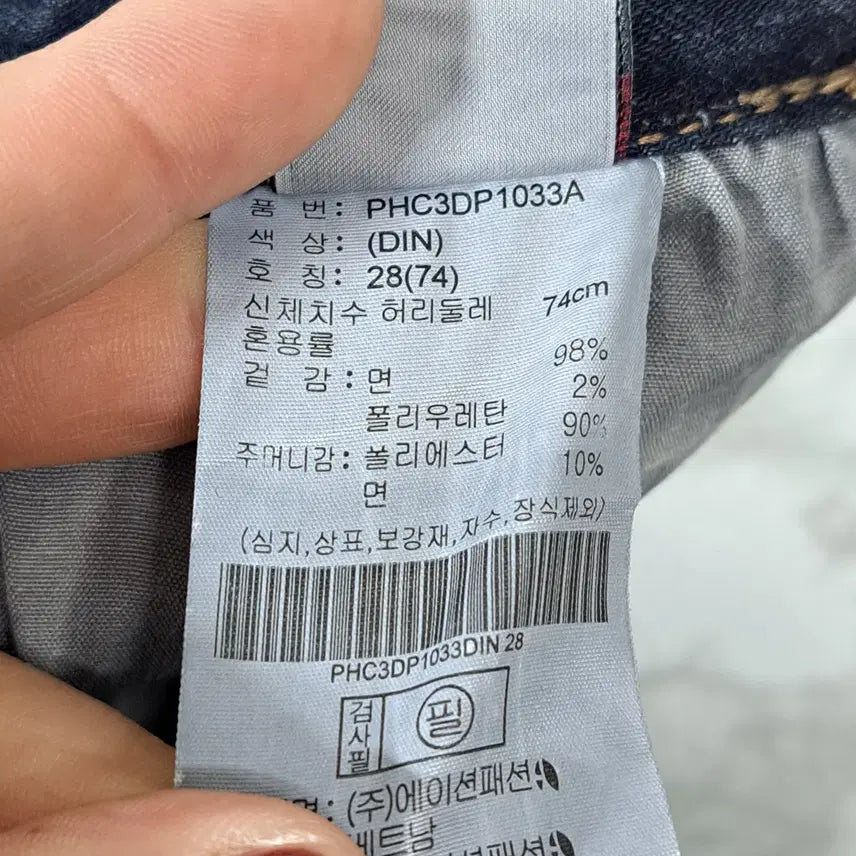 품 번: PHC3DP1033A
색 상: (DIN)
호 칭: 28(74)
신체치수 허리둘레 74cm
혼용률
겉 감: 면 98%
폴리우레탄 2%
주머니감: 폴리에스터 90%
면 10%
(심지,상표,보강재,자수,장식제외)
PHC3DP1033DIN 28
검사필 필
(주)에이션패션
베트남